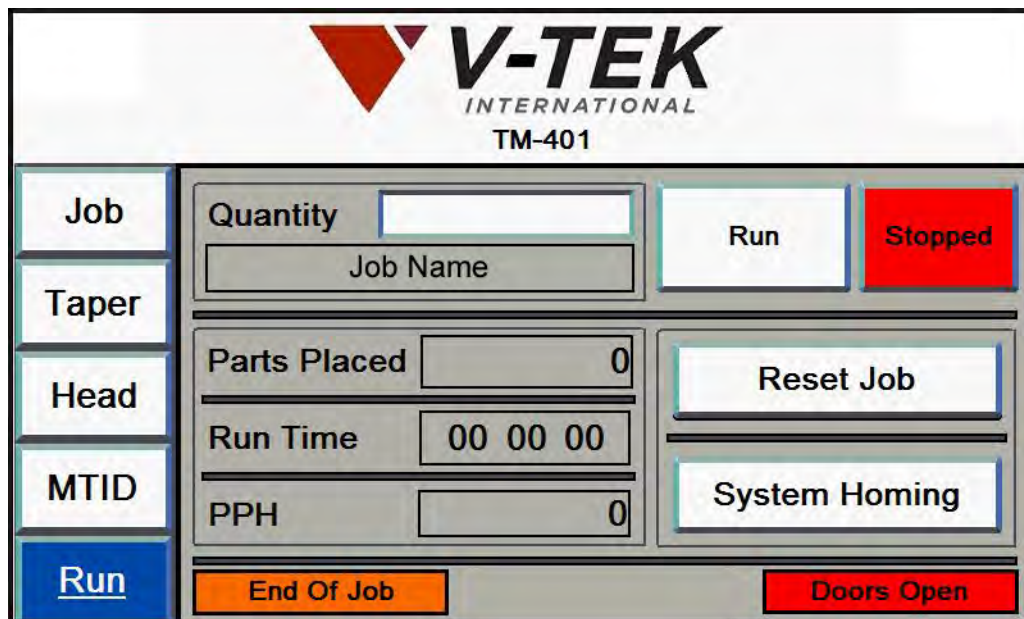 V-TEK
INTERNATIONAL
TM-401
Job
Taper
Head
MTID
Run
Quantity
Job Name
Run
Stopped
Parts Placed 0
Run Time 00 00 00
PPH 0
Reset Job
System Homing
End Of Job
Doors Open